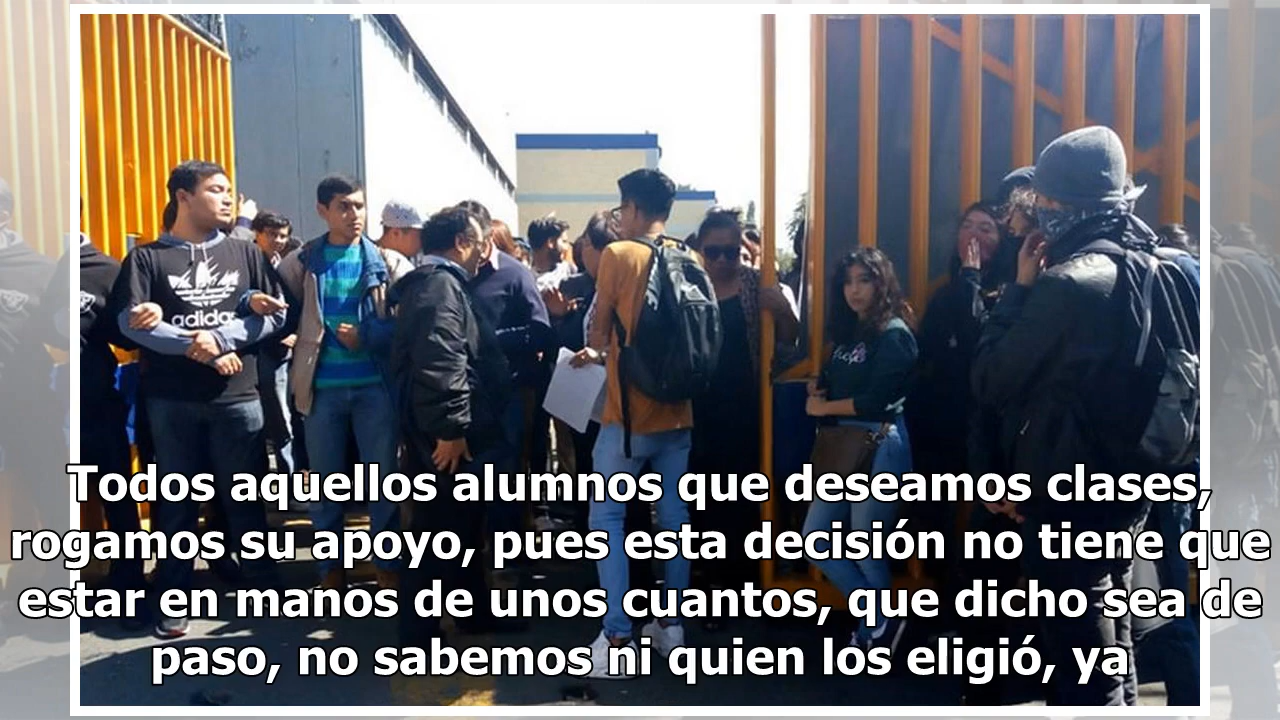 adidas
Todos aquellos alumnos que deseamos clases,
rogamos su apoyo, pues esta decisión no tiene que
estar en manos de unos cuantos, que dicho sea de
paso, no sabemos ni quien los eligió, ya